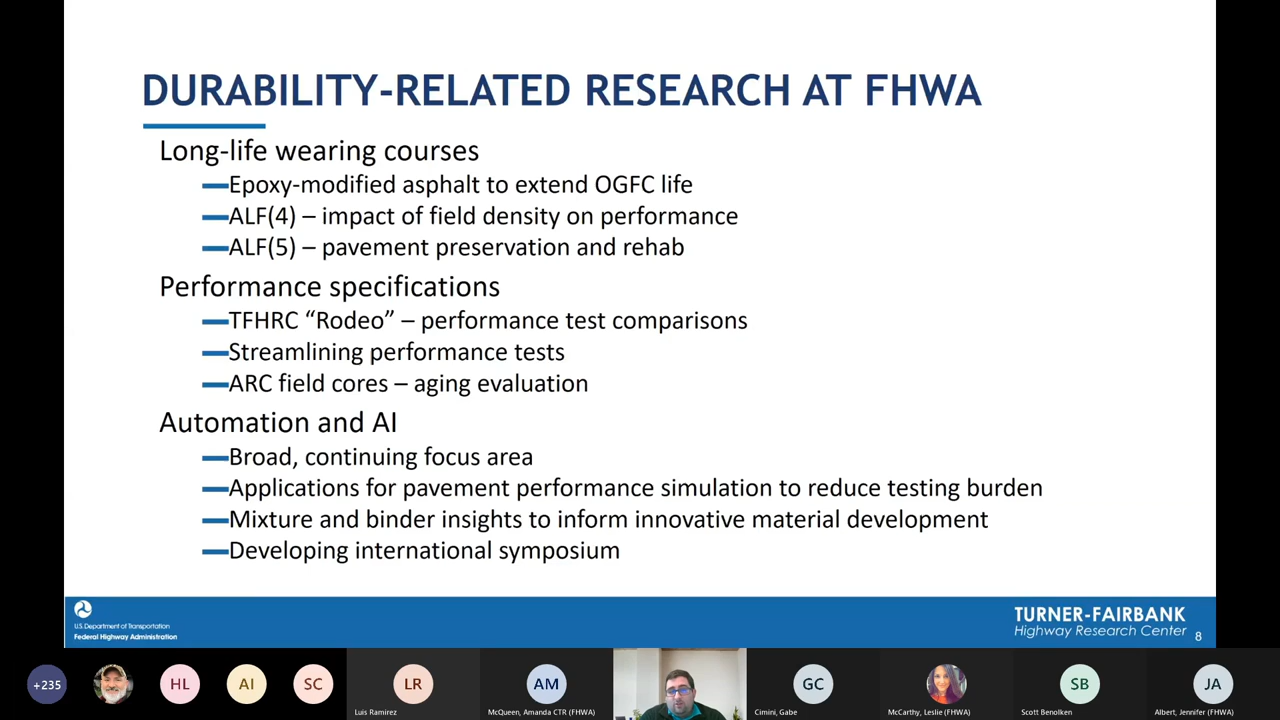 DURABILITY-RELATED RESEARCH AT FHWA
Long-life wearing courses
Epoxy-modified asphalt to extend OGFC life
ALF(4) – impact of field density on performance
ALF(5) – pavement preservation and rehab
Performance specifications
TFHRC “Rodeo” – performance test comparisons
Streamlining performance tests
ARC field cores – aging evaluation
Automation and AI
Broad, continuing focus area
Applications for pavement performance simulation to reduce testing burden
Mixture and binder insights to inform innovative material development
Developing international symposium
U.S. Department of Transportation
Federal Highway Administration
TURNER-FAIRBANK
Highway Research Center
8
+235
HL
AI
SC
LR
AM
GC
SB
JA
Luis Ramirez
McQueen, Amanda CTR (FHWA)
Cimini, Gabe
McCarthy, Leslie (FHWA)
Scott Benolken
Albert, Jennifer (FHWA)